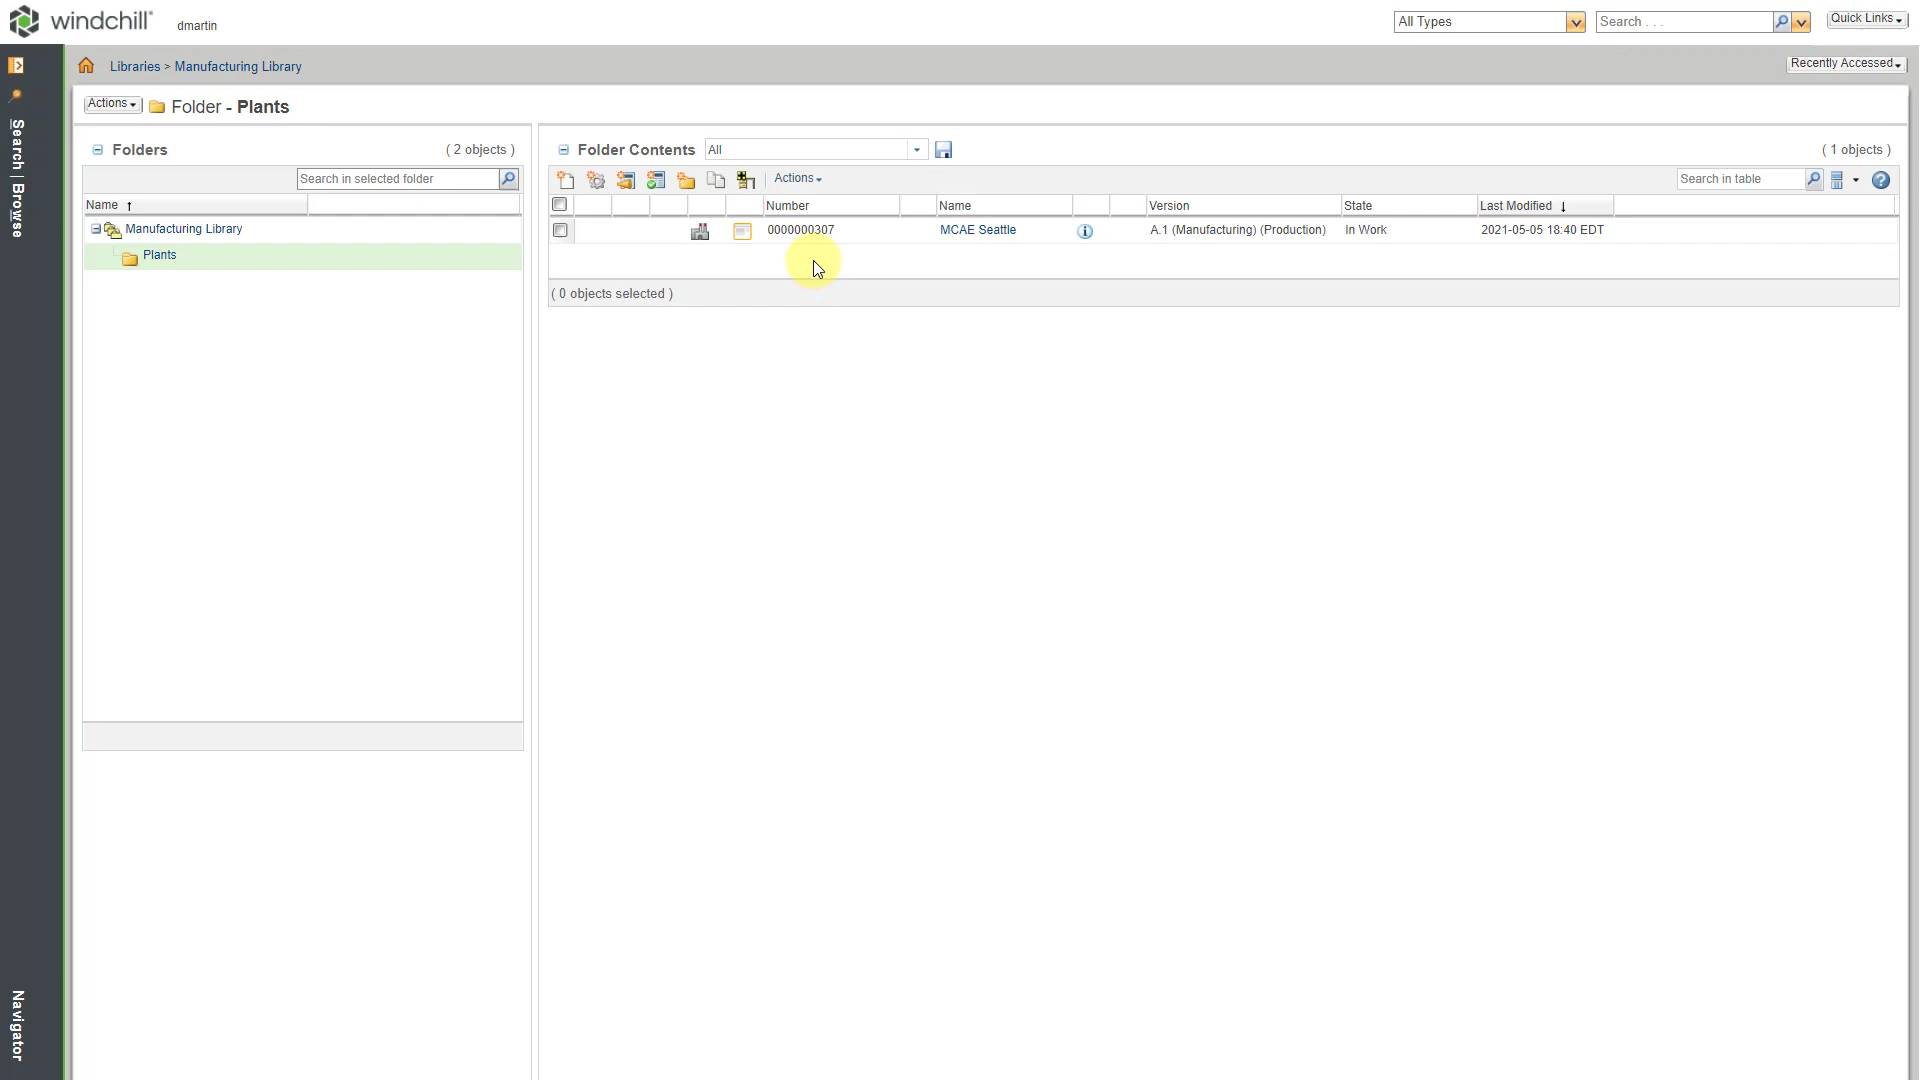 windchill
dmartin
All Types
Search . . .
Quick Links
Libraries > Manufacturing Library
Recently Accessed
Actions
Folder - Plants
Search | Browse
Navigator
Folders
( 2 objects )
Search in selected folder
Name ↑
Manufacturing Library
Plants
Folder Contents
All
( 1 objects )
Actions
Search in table
Number
Name
Version
State
Last Modified ↓
0000000307
MCAE Seattle
A.1 (Manufacturing) (Production)
In Work
2021-05-05 18:40 EDT
( 0 objects selected )